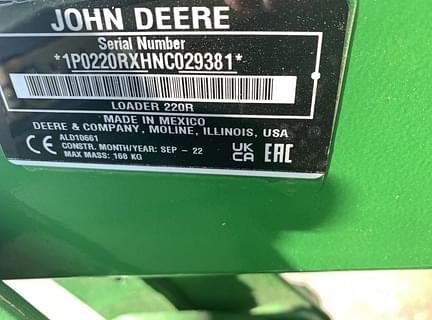 JOHN DEERE
Serial Number
*1P0220RXHNC029381*
LOADER 220R
MADE IN MEXICO
DEERE & COMPANY, MOLINE, ILLINOIS, USA
ALD10661
CONSTR. MONTH/YEAR: SEP - 22
MAX MASS: 166 KG
CE
UK
CA
EAC